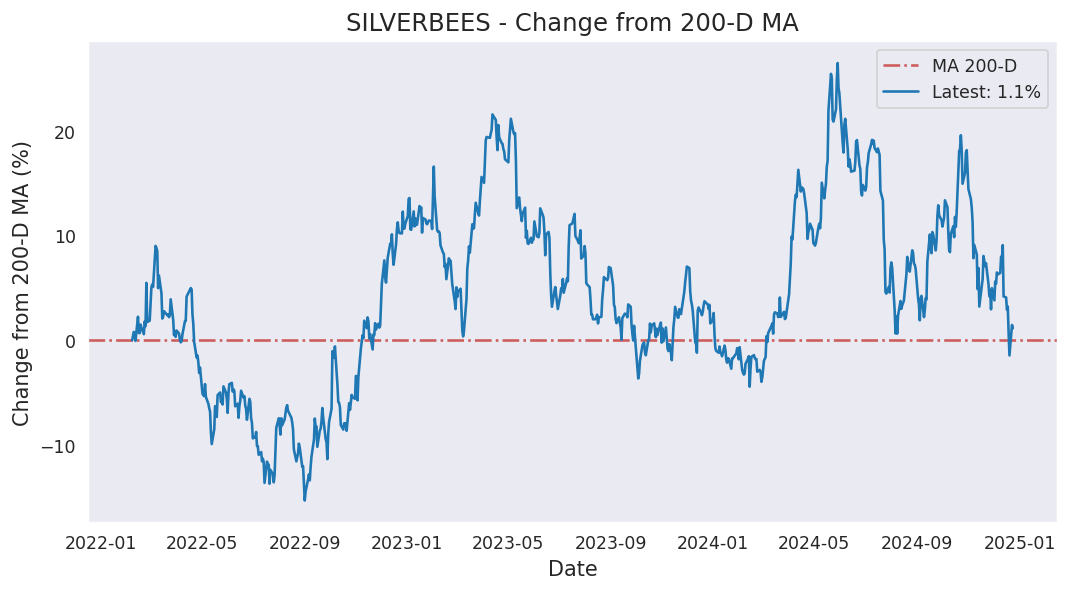 SILVERBEES - Change from 200-D MA
MA 200-D
Latest: 1.1%
Change from 200-D MA (%)
20
10
0
−10
2022-01 2022-05 2022-09 2023-01 2023-05 2023-09 2024-01 2024-05 2024-09 2025-01
Date